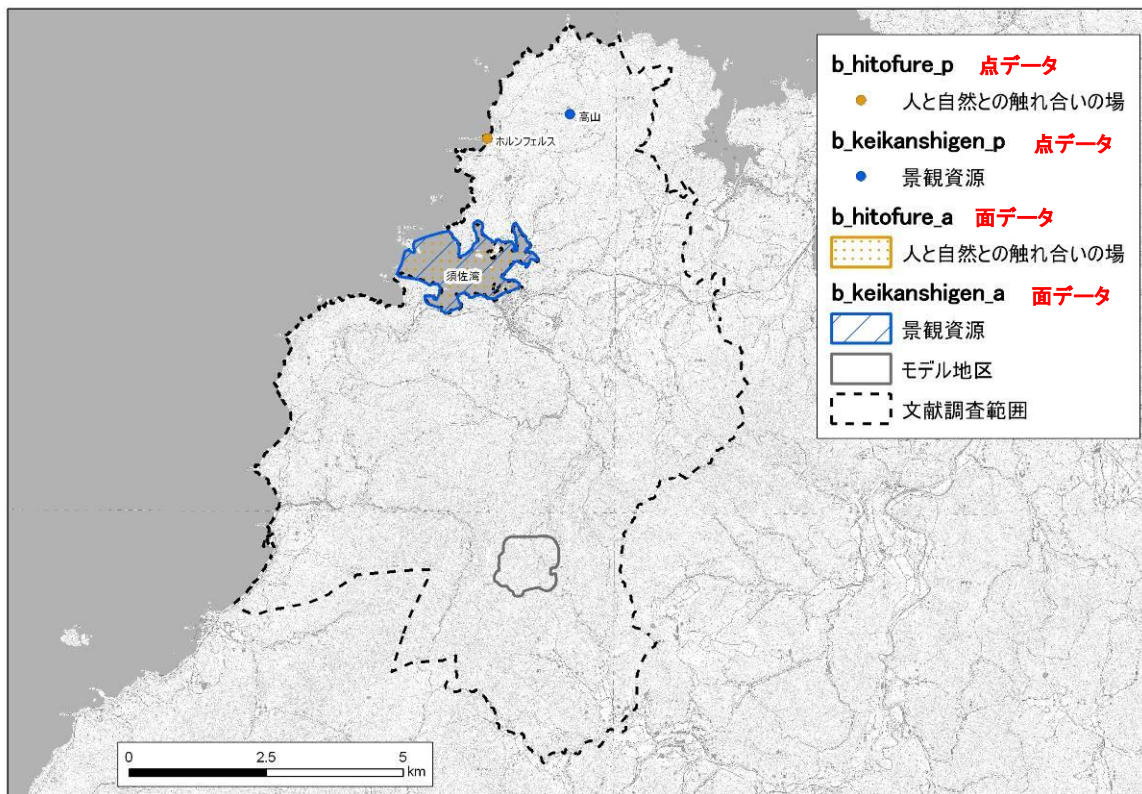 高山
ホルンフェルス
須佐湾
b_hitofure_p 点データ
人と自然との触れ合いの場
b_keikanshigen_p 点データ
景観資源
b_hitofure_a 面データ
人と自然との触れ合いの場
b_keikanshigen_a 面データ
景観資源
モデル地区
文献調査範囲
0 2.5 5
km